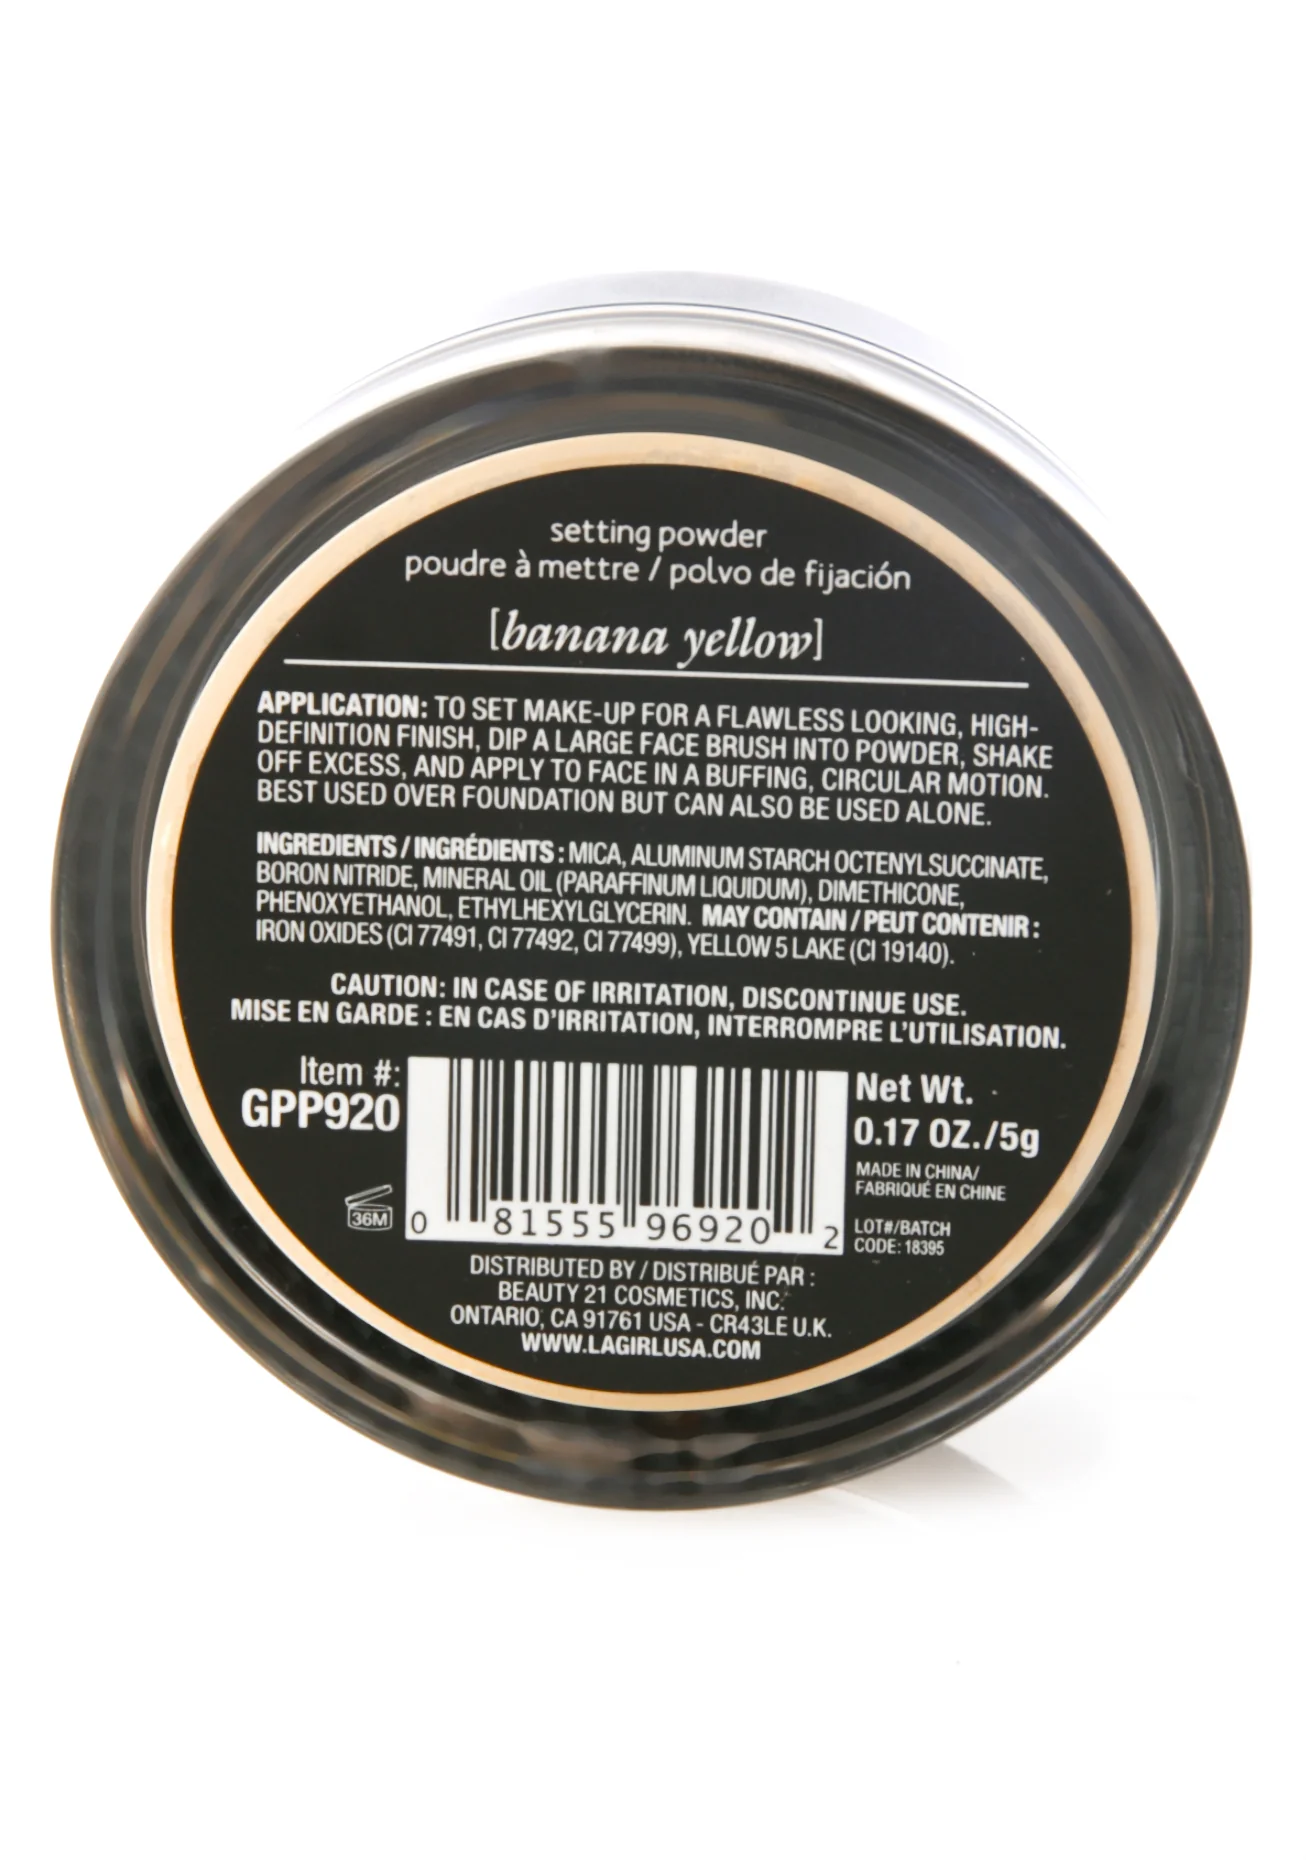 setting powder
poudre à mettre / polvo de fijación
[banana yellow]
APPLICATION: TO SET MAKE-UP FOR A FLAWLESS LOOKING, HIGH-
DEFINITION FINISH, DIP A LARGE FACE BRUSH INTO POWDER, SHAKE
OFF EXCESS, AND APPLY TO FACE IN A BUFFING, CIRCULAR MOTION.
BEST USED OVER FOUNDATION BUT CAN ALSO BE USED ALONE.
INGREDIENTS / INGRÉDIENTS : MICA, ALUMINUM STARCH OCTENYLSUCCINATE,
BORON NITRIDE, MINERAL OIL (PARAFFINUM LIQUIDUM), DIMETHICONE,
PHENOXYETHANOL, ETHYLHEXYLGLYCERIN. MAY CONTAIN / PEUT CONTENIR :
IRON OXIDES (CI 77491, CI 77492, CI 77499), YELLOW 5 LAKE (CI 19140).
CAUTION: IN CASE OF IRRITATION, DISCONTINUE USE.
MISE EN GARDE : EN CAS D'IRRITATION, INTERROMPRE L'UTILISATION.
Item #:
GPP920
36M
0 81555 96920 2
Net Wt.
0.17 OZ./5g
MADE IN CHINA/
FABRIQUÉ EN CHINE
LOT#/BATCH
CODE: 18395
DISTRIBUTED BY / DISTRIBUÉ PAR :
BEAUTY 21 COSMETICS, INC.
ONTARIO, CA 91761 USA - CR43LE U.K.
WWW.LAGIRLUSA.COM